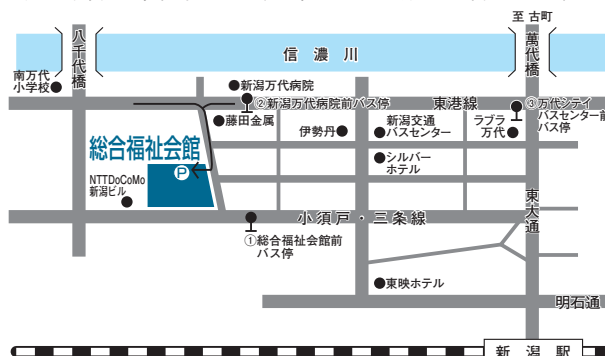 至 古町
八千代橋
信濃川
萬代橋
南万代
小学校
新潟万代病院
②新潟万代病院前バス停
東港線
③万代シテイ
バスセンター前
バス停
藤田金属
伊勢丹
新潟交通
バスセンター
ラブラ
万代
総合福祉会館
P
シルバー
ホテル
NTTDoCoMo
新潟ビル
東大通
小須戸・三条線
①総合福祉会館前
バス停
東映ホテル
明石通
新潟駅